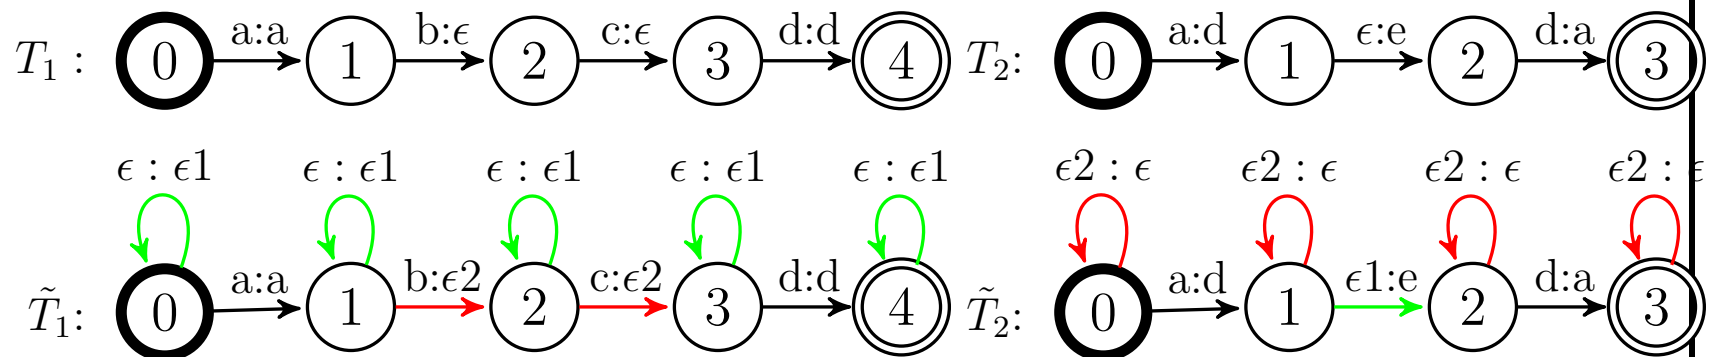 T₁ : 0 a:a 1 b:ϵ 2 c:ϵ 3 d:d 4 T₂: 0 a:d 1 ϵ:e 2 d:a 3
ϵ : ϵ1 ϵ : ϵ1 ϵ : ϵ1 ϵ : ϵ1 ϵ : ϵ1 ϵ2 : ϵ ϵ2 : ϵ ϵ2 : ϵ ϵ2 : ϵ
T̃₁: 0 a:a 1 b:ϵ2 2 c:ϵ2 3 d:d 4 T̃₂: 0 a:d 1 ϵ1:e 2 d:a 3